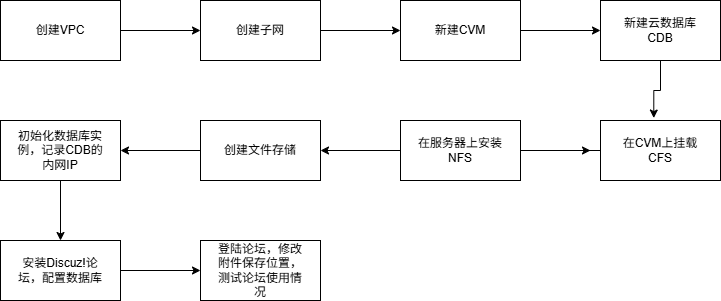 创建VPC
创建子网
新建CVM
新建云数据库
CDB
初始化数据库实
例，记录CDB的
内网IP
创建文件存储
在服务器上安装
NFS
在CVM上挂载
CFS
安装Discuz!论
坛，配置数据库
登陆论坛，修改
附件保存位置，
测试论坛使用情
况